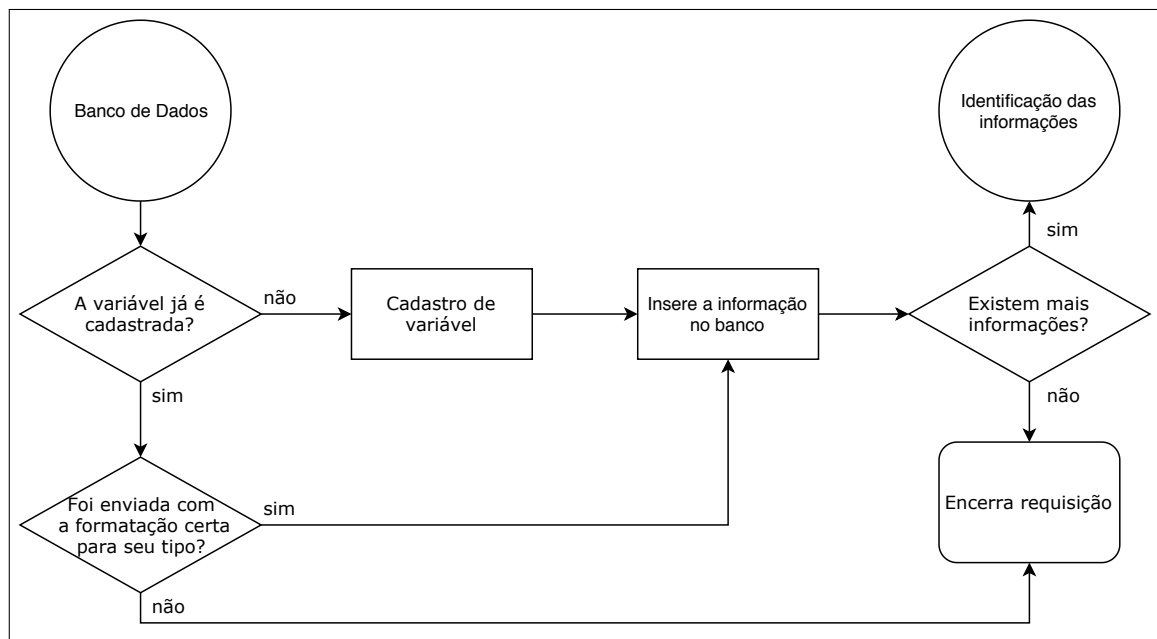 Banco de Dados
Identificação das
informações
sim
A variável já é
cadastrada?
não
Cadastro de
variável
Insere a informação
no banco
Existem mais
informações?
sim
não
Foi enviada com
a formatação certa
para seu tipo?
sim
Encerra requisição
não